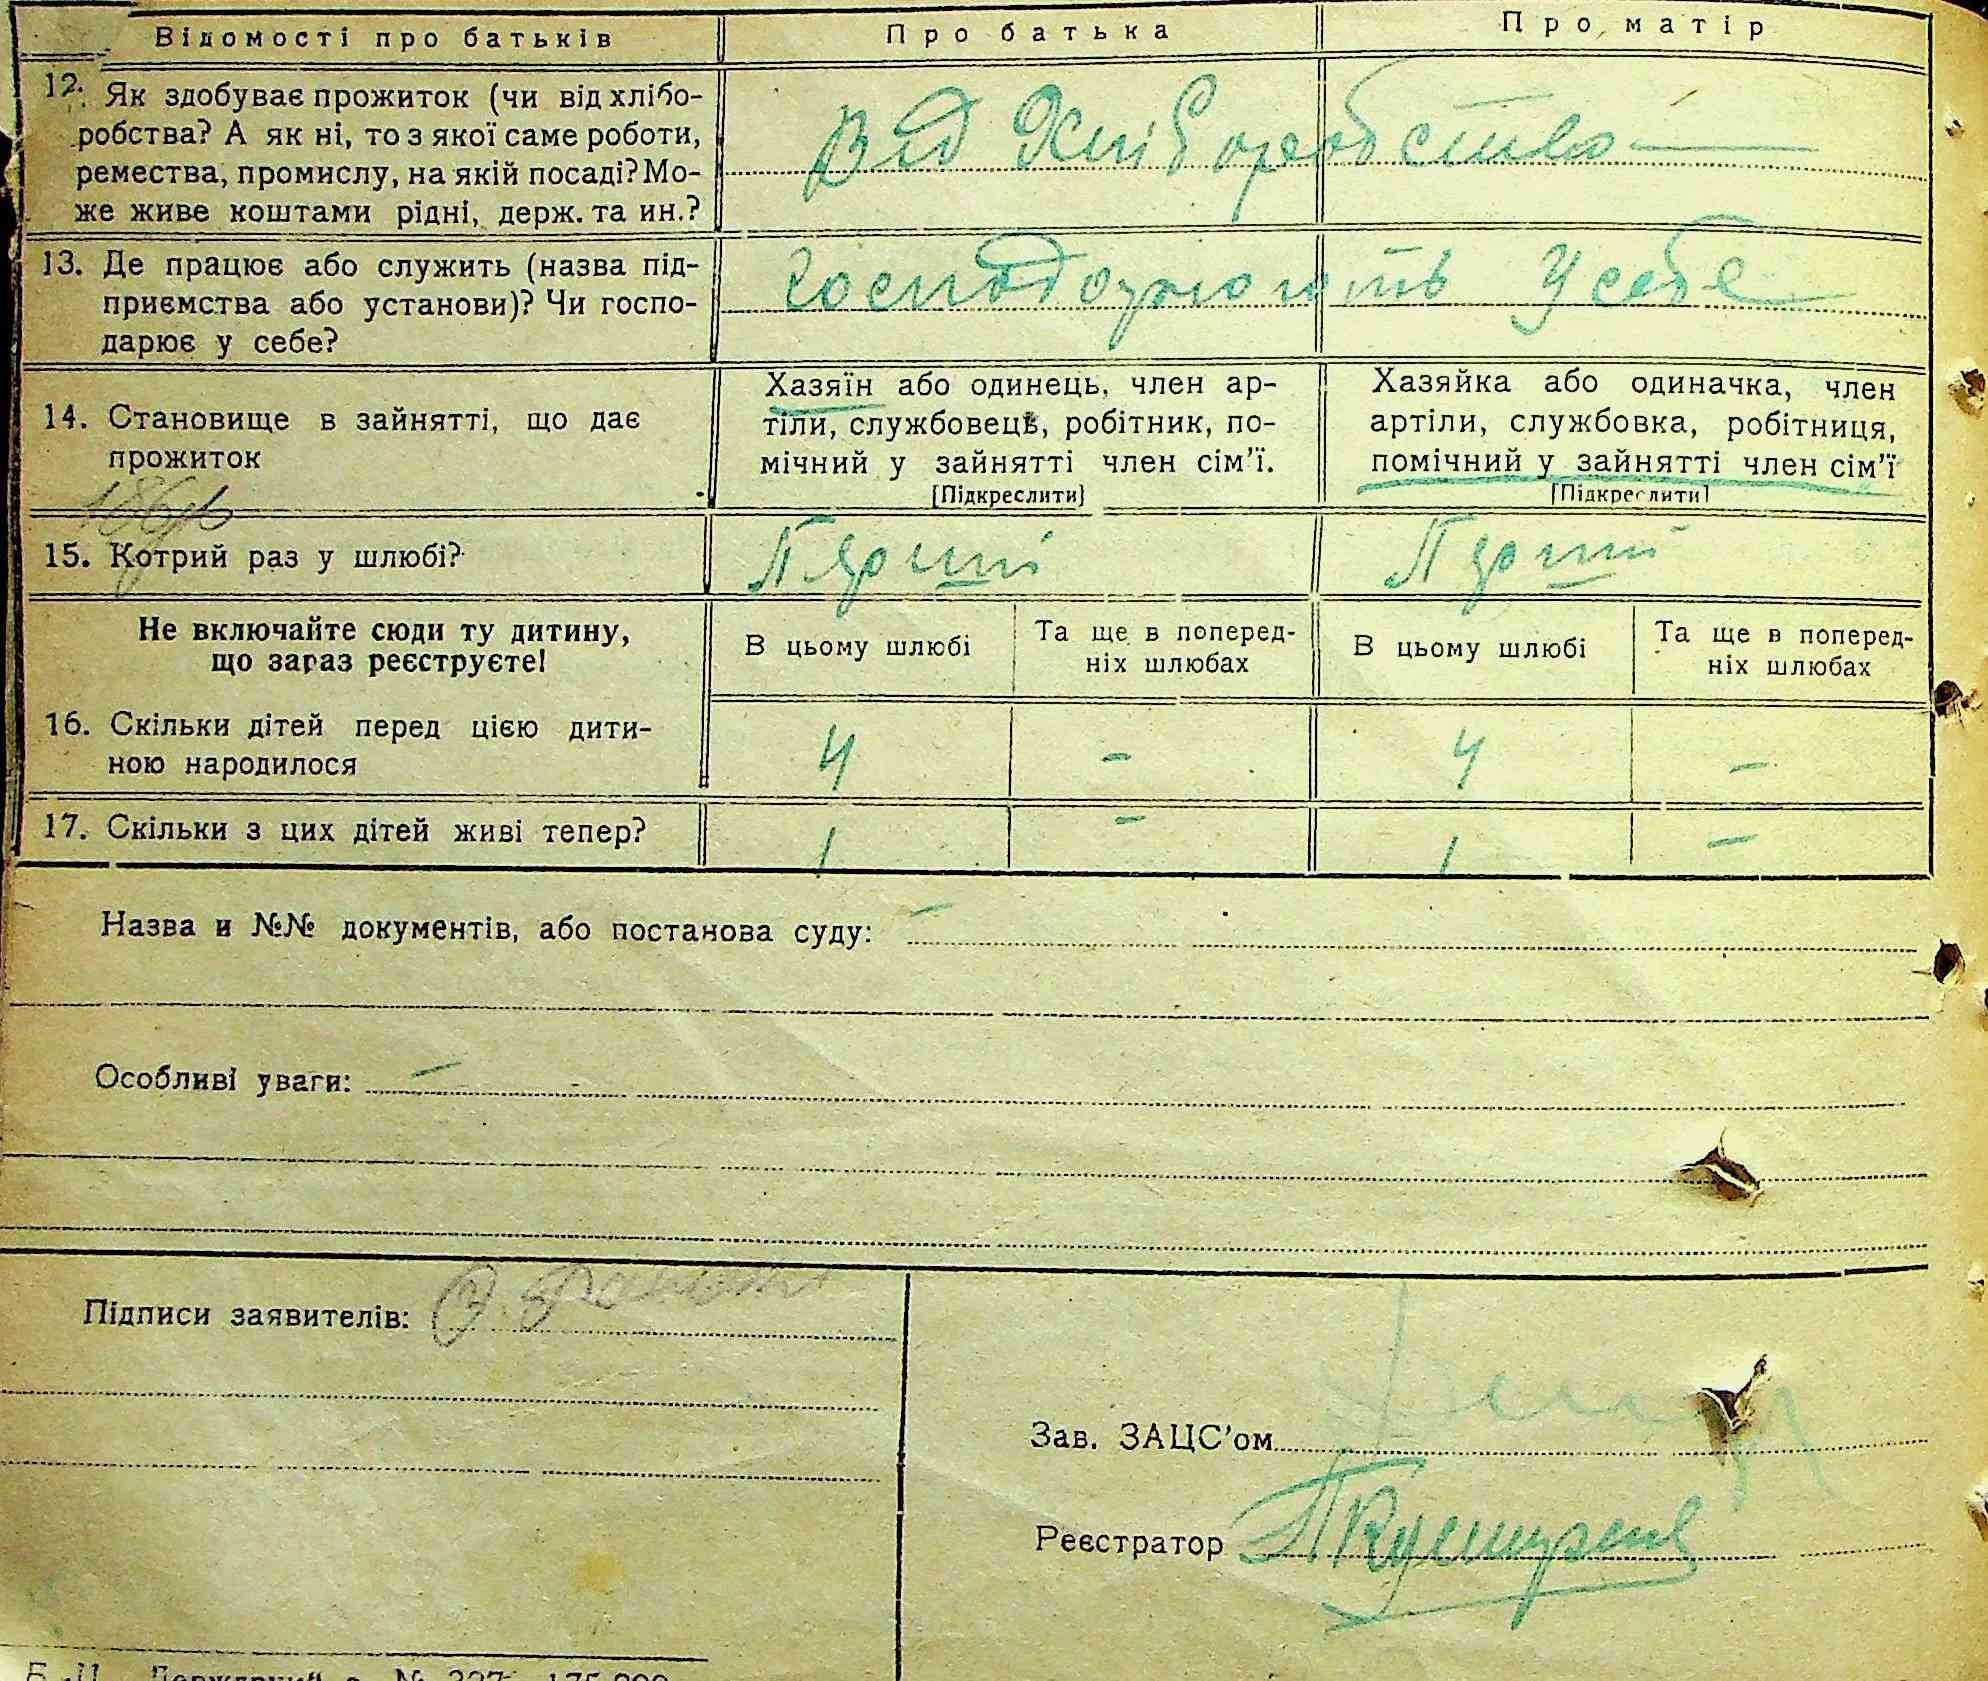 Відомості про батьків Про батька Про матір
12. Як здобуває прожиток (чи від хлібо-
робства? А як ні, то з якої саме роботи,
ремества, промислу, на якій посаді? Мо-
же живе коштами рідні, держ. та ин.?
Від Хліборобства
13. Де працює або служить (назва під-
приємства або установи)? Чи госпо-
дарює у себе?
Господорюють у себе
14. Становище в зайнятті, що дає
прожиток
Хазяїн або одинець, член ар-
тіли, службовець, робітник, по-
мічний у зайнятті член сім'ї.
[Підкреслити]
Хазяйка або одиначка, член
артіли, службовка, робітниця,
помічний у зайнятті член сім'ї
[Підкреслити]
15. Котрий раз у шлюбі? Перший Перший
Не включайте сюди ту дитину,
що зараз реєструєте!
В цьому шлюбі
Та ще в поперед-
ніх шлюбах
В цьому шлюбі
Та ще в поперед-
ніх шлюбах
16. Скільки дітей перед цією дити-
ною народилося
4 - 4 -
17. Скільки з цих дітей живі тепер? 1 - 1 -
Назва и №№ документів, або постанова суду: -
Особливі уваги: -
Підписи заявителів:
Зав. ЗАЦС'ом
Реєстратор